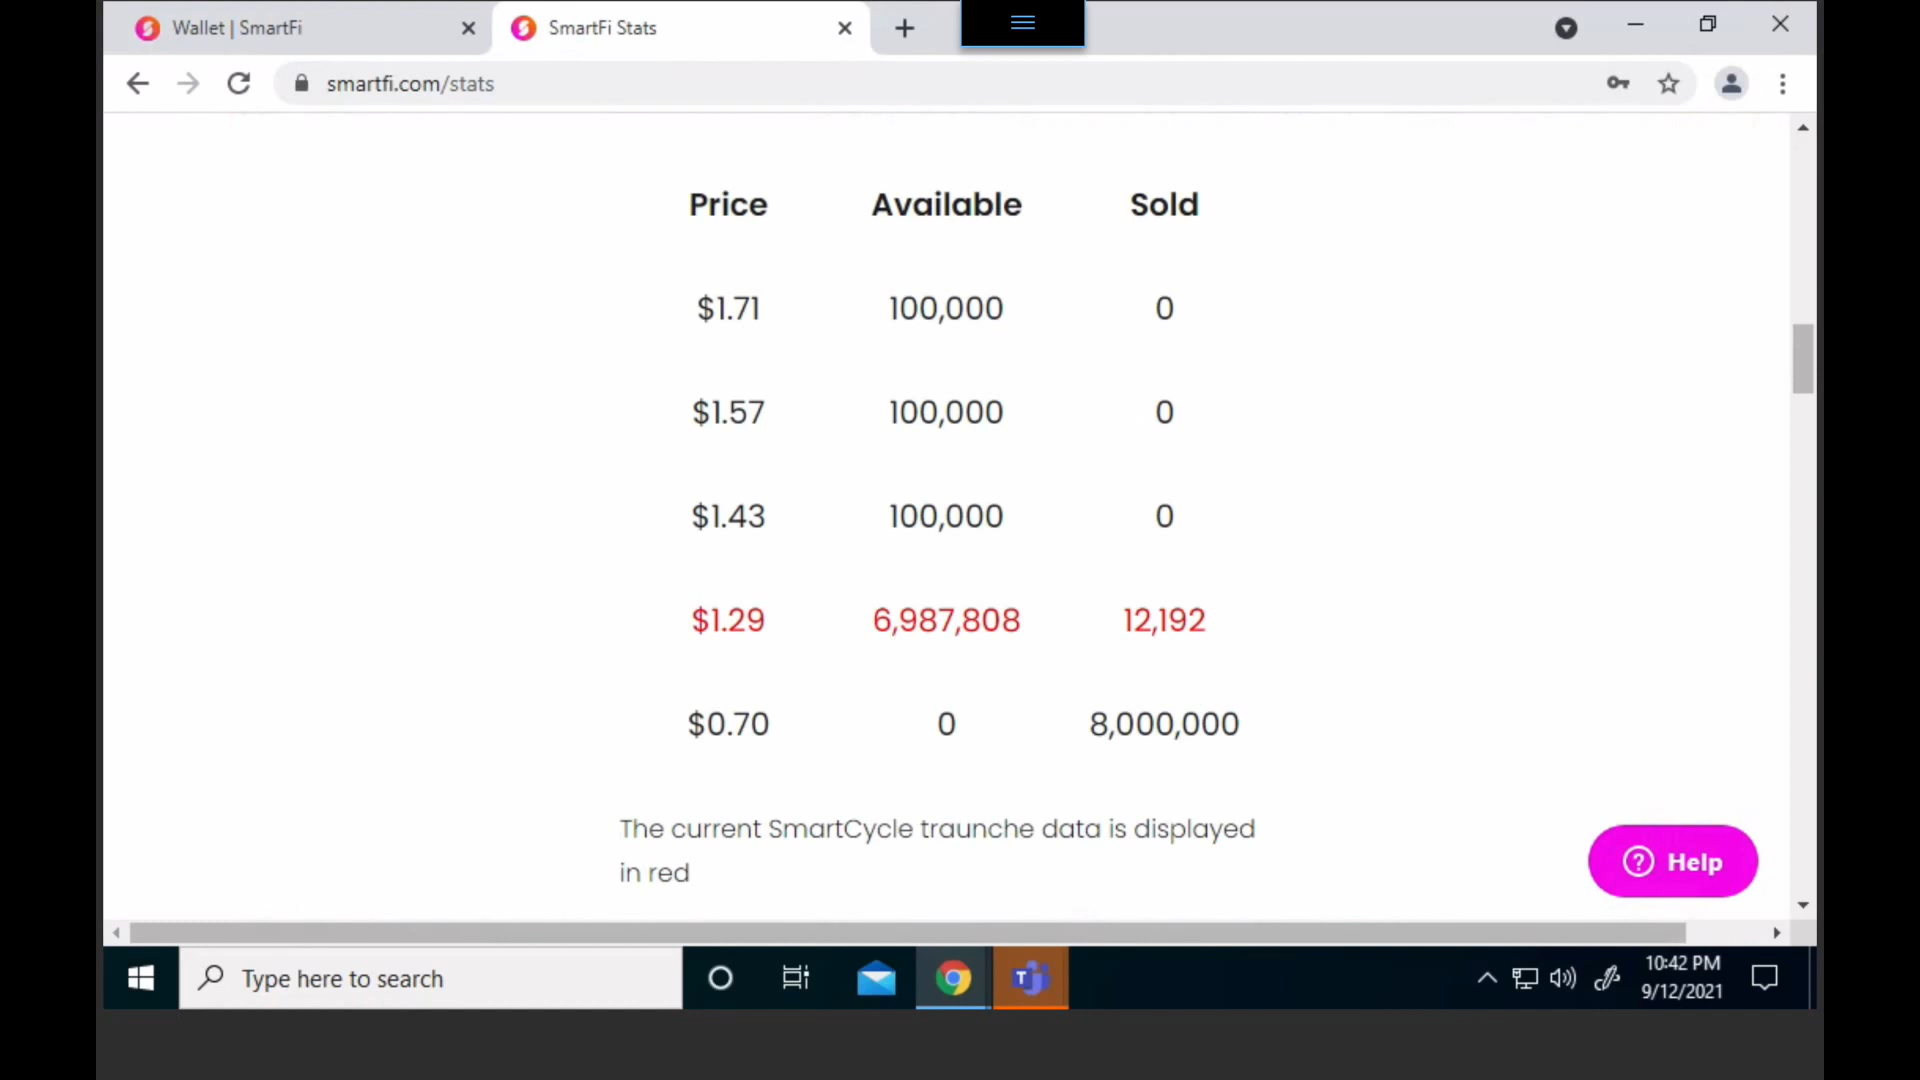 Wallet | SmartFi
SmartFi Stats
smartfi.com/stats
Price Available Sold
$1.71 100,000 0
$1.57 100,000 0
$1.43 100,000 0
$1.29 6,987,808 12,192
$0.70 0 8,000,000
The current SmartCycle traunche data is displayed
in red
Help
Type here to search
10:42 PM
9/12/2021